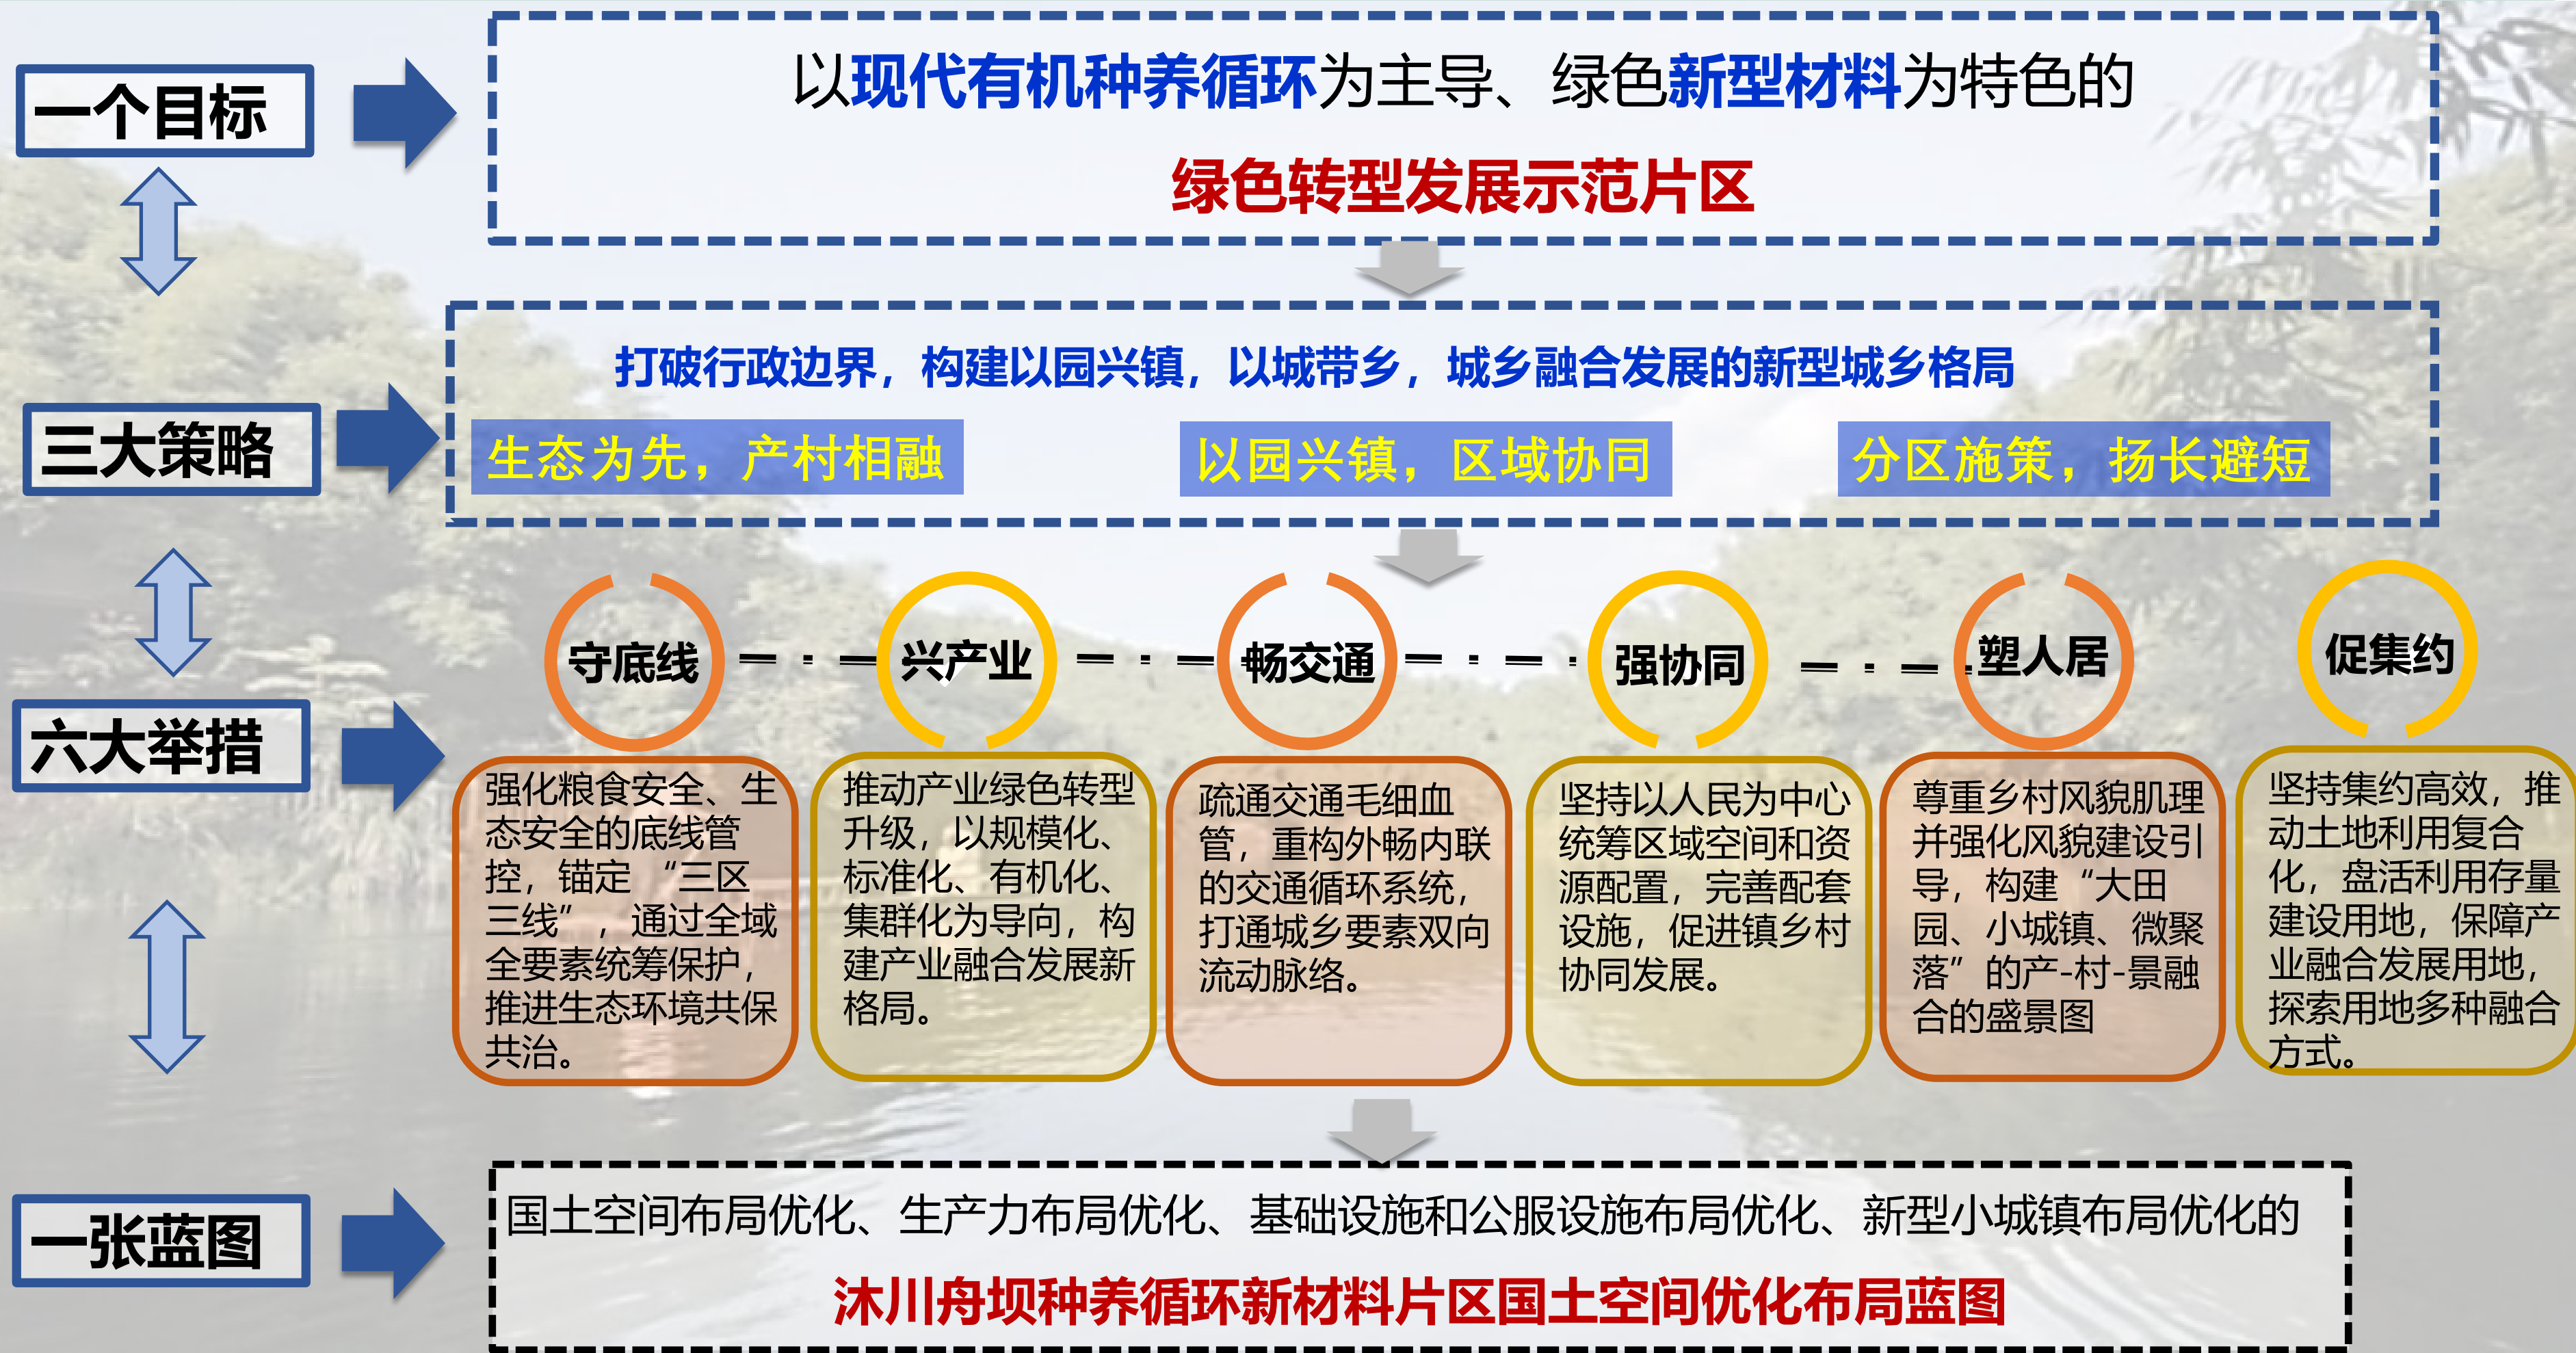 一个目标
以现代有机种养循环为主导、绿色新型材料为特色的
绿色转型发展示范片区
三大策略
打破行政边界，构建以园兴镇，以城带乡，城乡融合发展的新型城乡格局
生态为先，产村相融
以园兴镇，区域协同
分区施策，扬长避短
六大举措
守底线
强化粮食安全、生
态安全的底线管
控，锚定“三区
三线”，通过全域
全要素统筹保护，
推进生态环境共保
共治。
兴产业
推动产业绿色转型
升级，以规模化、
标准化、有机化、
集群化为导向，构
建产业融合发展新
格局。
畅交通
疏通交通毛细血
管，重构外畅内联
的交通循环系统，
打通城乡要素双向
流动脉络。
强协同
坚持以人民为中心
统筹区域空间和资
源配置，完善配套
设施，促进镇乡村
协同发展。
塑人居
尊重乡村风貌肌理
并强化风貌建设引
导，构建“大田
园、小城镇、微聚
落”的产-村-景融
合的盛景图
促集约
坚持集约高效，推
动土地利用复合
化，盘活利用存量
建设用地，保障产
业融合发展用地，
探索用地多种融合
方式。
一张蓝图
国土空间布局优化、生产力布局优化、基础设施和公服设施布局优化、新型小城镇布局优化的
沐川舟坝种养循环新材料片区国土空间优化布局蓝图